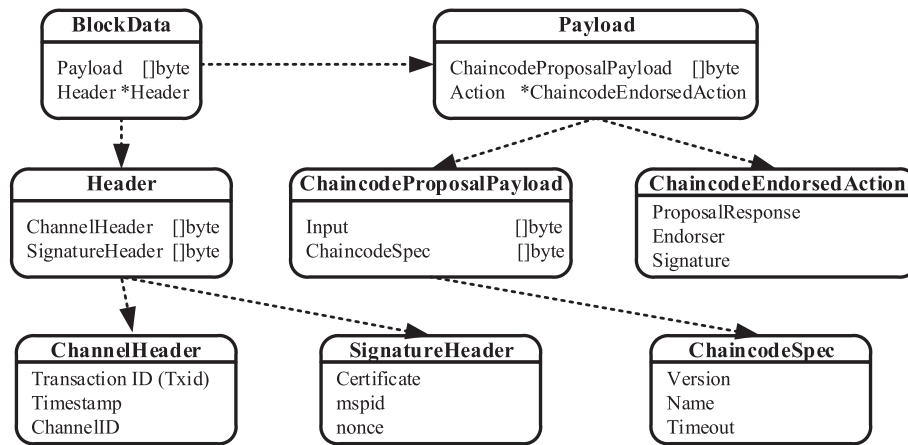 BlockData
Payload []byte
Header *Header
Payload
ChaincodeProposalPayload []byte
Action *ChaincodeEndorsedAction
Header
ChannelHeader []byte
SignatureHeader []byte
ChaincodeProposalPayload
Input []byte
ChaincodeSpec []byte
ChaincodeEndorsedAction
ProposalResponse
Endorser
Signature
ChannelHeader
Transaction ID (Txid)
Timestamp
ChannelID
SignatureHeader
Certificate
mspid
nonce
ChaincodeSpec
Version
Name
Timeout